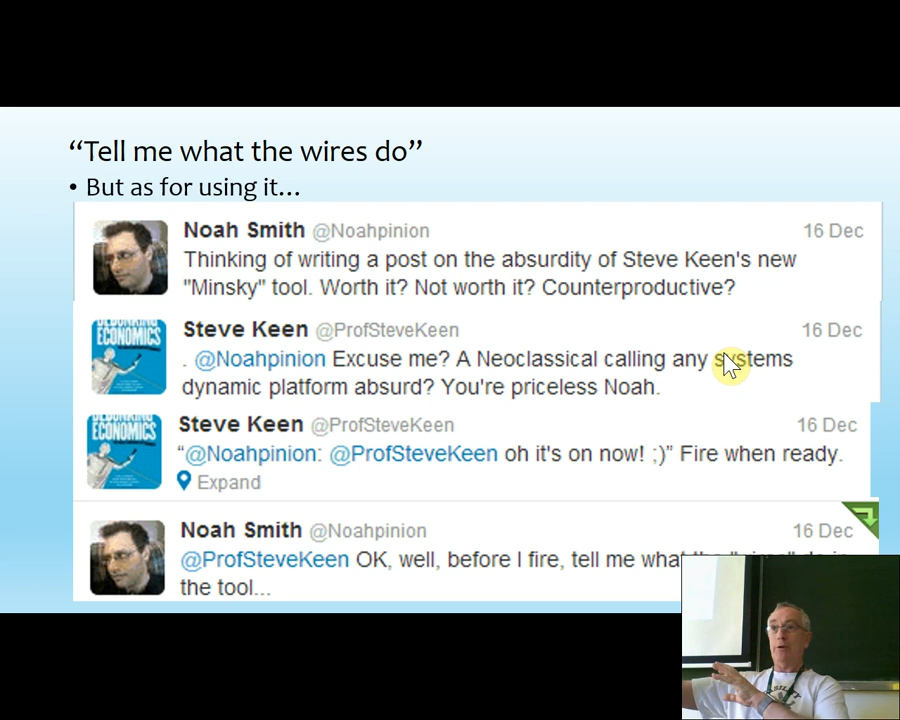 “Tell me what the wires do”
• But as for using it...
Noah Smith @Noahpinion 16 Dec
Thinking of writing a post on the absurdity of Steve Keen's new
"Minsky" tool. Worth it? Not worth it? Counterproductive?
DEBUNKING
ECONOMICS
Steve Keen @ProfSteveKeen 16 Dec
. @Noahpinion Excuse me? A Neoclassical calling any systems
dynamic platform absurd? You're priceless Noah.
DEBUNKING
ECONOMICS
Steve Keen @ProfSteveKeen 16 Dec
“@Noahpinion: @ProfSteveKeen oh it's on now! ;)” Fire when ready.
Expand
Noah Smith @Noahpinion 16 Dec
@ProfSteveKeen OK, well, before I fire, tell me what
the tool...